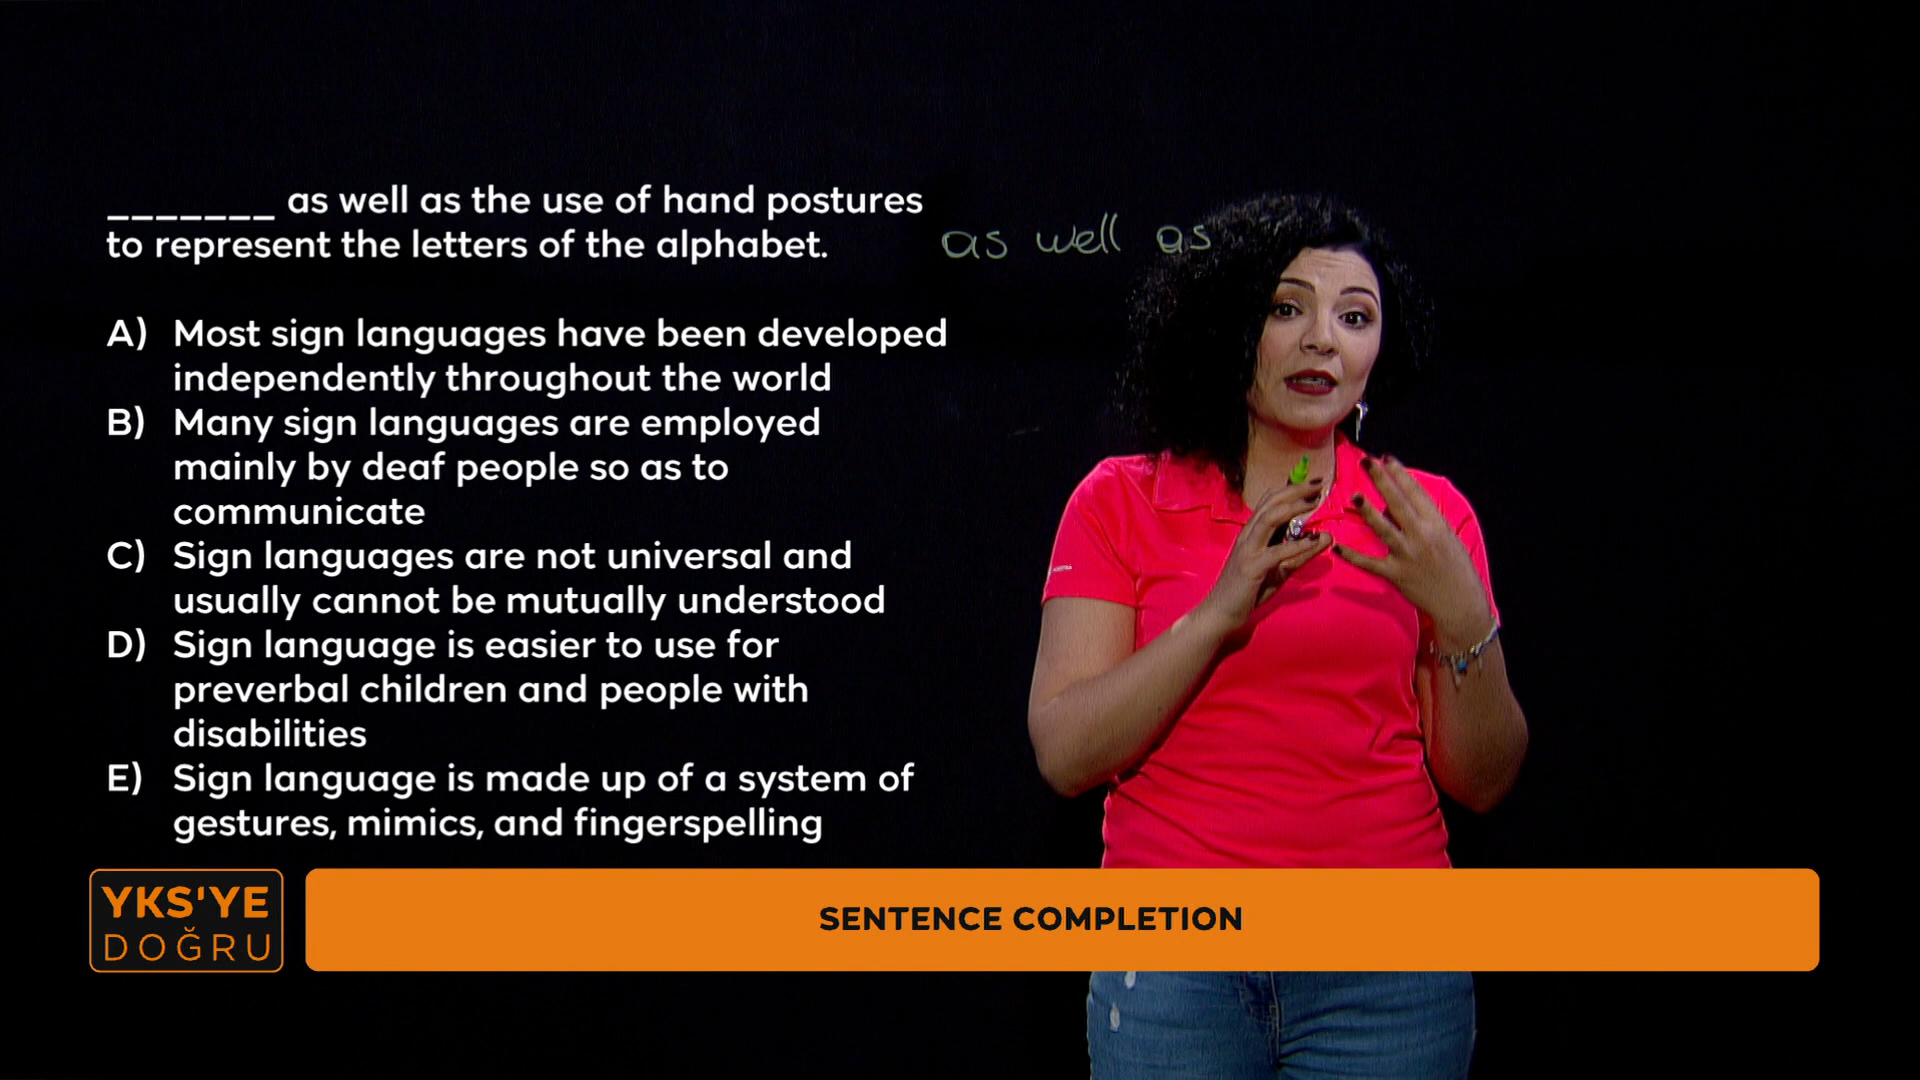 _______ as well as the use of hand postures
to represent the letters of the alphabet.
as well as
A) Most sign languages have been developed
independently throughout the world
B) Many sign languages are employed
mainly by deaf people so as to
communicate
C) Sign languages are not universal and
usually cannot be mutually understood
D) Sign language is easier to use for
preverbal children and people with
disabilities
E) Sign language is made up of a system of
gestures, mimics, and fingerspelling
YKS'YE
DOĞRU
SENTENCE COMPLETION